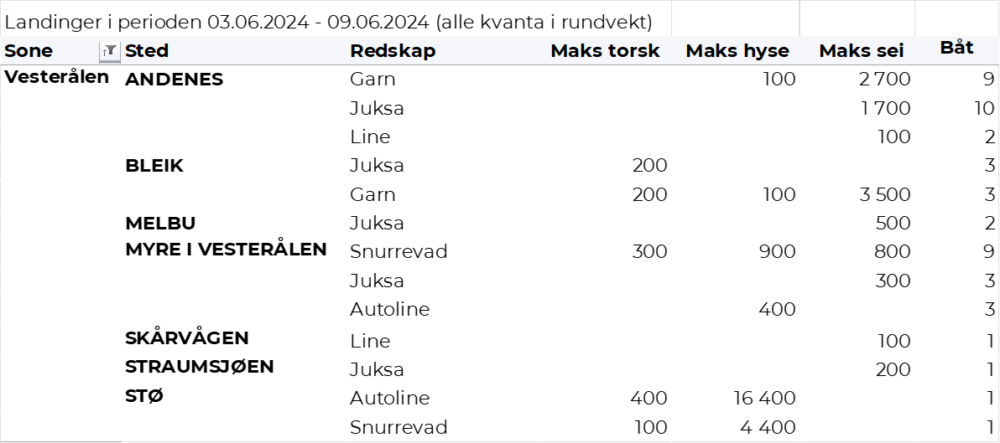 Landinger i perioden 03.06.2024 - 09.06.2024 (alle kvanta i rundvekt)
Sone Sted Redskap Maks torsk Maks hyse Maks sei Båt
Vesterålen ANDENES Garn 100 2 700 9
Juksa 1 700 10
Line 100 2
BLEIK Juksa 200 3
Garn 200 100 3 500 3
MELBU Juksa 500 2
MYRE I VESTERÅLEN Snurrevad 300 900 800 9
Juksa 300 3
Autoline 400 3
SKÅRVÅGEN Line 100 1
STRAUMSJØEN Juksa 200 1
STØ Autoline 400 16 400 1
Snurrevad 100 4 400 1